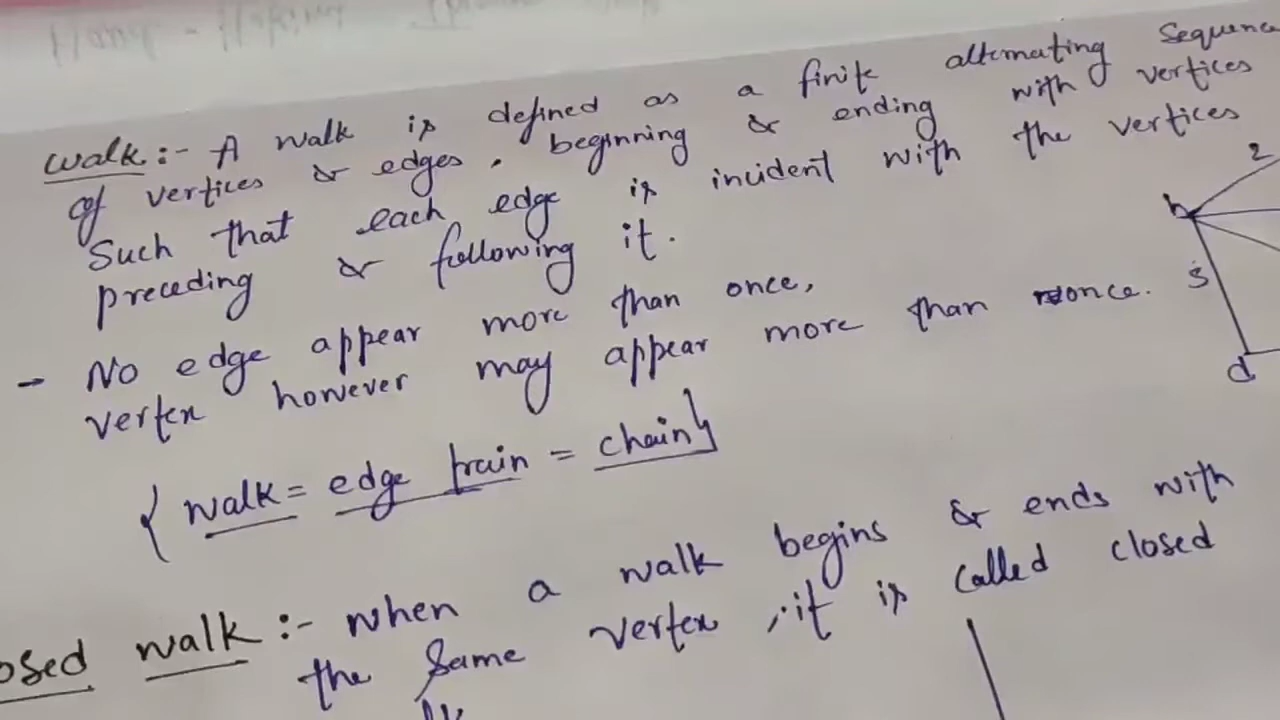 walk :- A walk is defined as a finite alternating sequence
of vertices & edges, beginning & ending with vertices
Such that each edge is incident with the vertices
preceding & following it.
- No edge appear more than once,
vertex however may appear more than once.
{ walk = edge train = chain }
osed walk :- when a walk begins & ends with
the same vertex, it is called closed
2
b
3
d